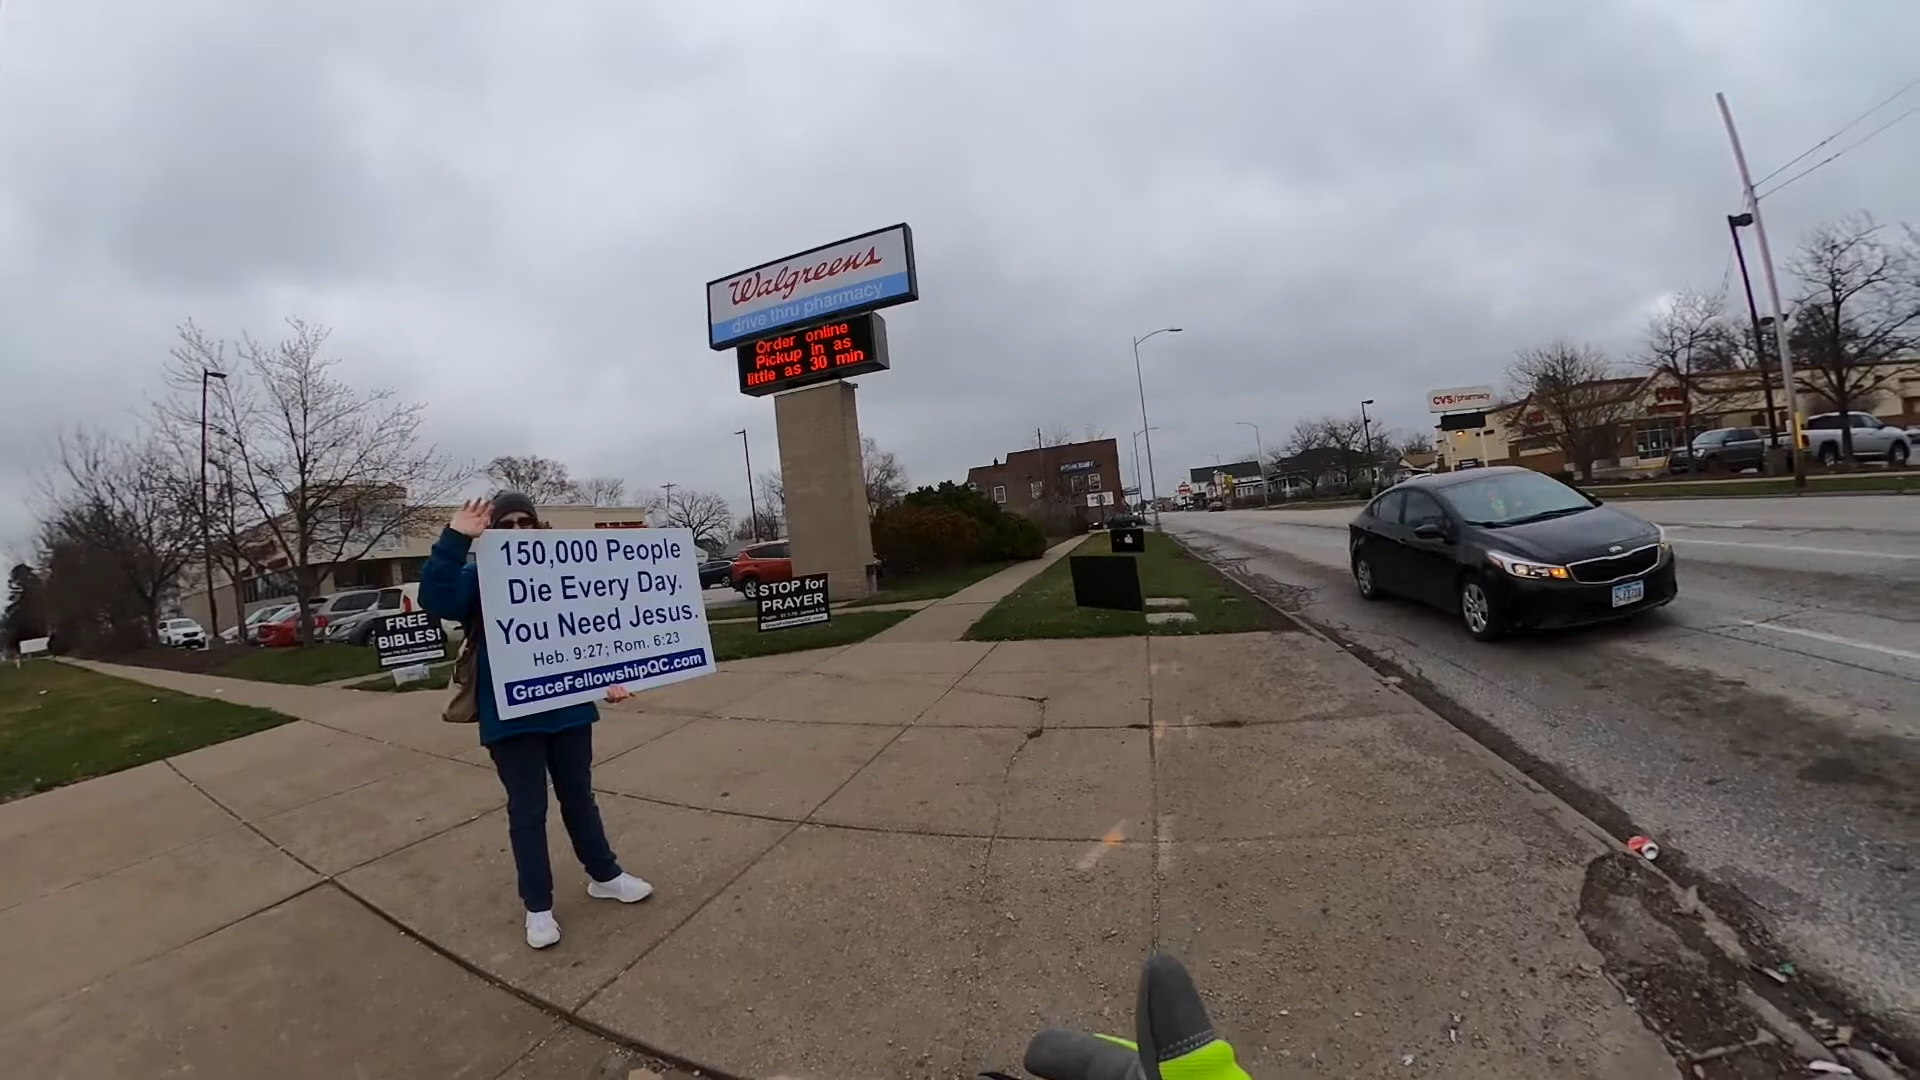 Walgreens
drive thru pharmacy
Order online
Pickup in as
little as 30 min
CVS/pharmacy
150,000 People
Die Every Day.
You Need Jesus.
Heb. 9:27; Rom. 6:23
GraceFellowshipQC.com
STOP for
PRAYER
FREE
BIBLES!